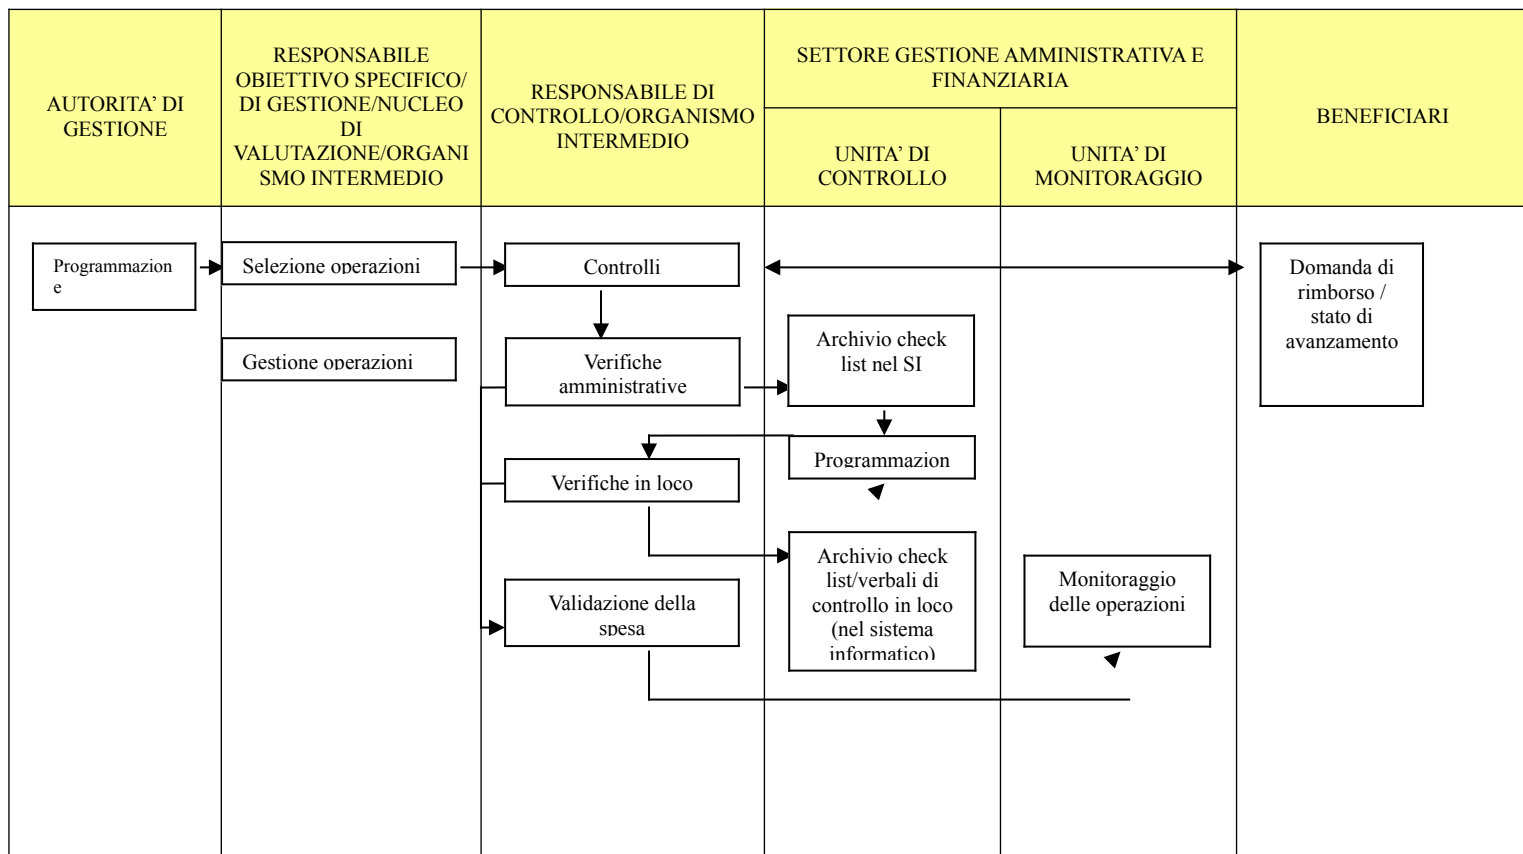 AUTORITA’ DI
GESTIONE
RESPONSABILE
OBIETTIVO SPECIFICO/
DI GESTIONE/NUCLEO
DI
VALUTAZIONE/ORGANI
SMO INTERMEDIO
RESPONSABILE DI
CONTROLLO/ORGANISMO
INTERMEDIO
SETTORE GESTIONE AMMINISTRATIVA E
FINANZIARIA
UNITA’ DI
CONTROLLO
UNITA’ DI
MONITORAGGIO
BENEFICIARI
Programmazion
e
Selezione operazioni
Controlli
Domanda di
rimborso /
stato di
avanzamento
Gestione operazioni
Verifiche
amministrative
Archivio check
list nel SI
Programmazion
Verifiche in loco
Archivio check
list/verbali di
controllo in loco
(nel sistema
informatico)
Monitoraggio
delle operazioni
Validazione della
spesa